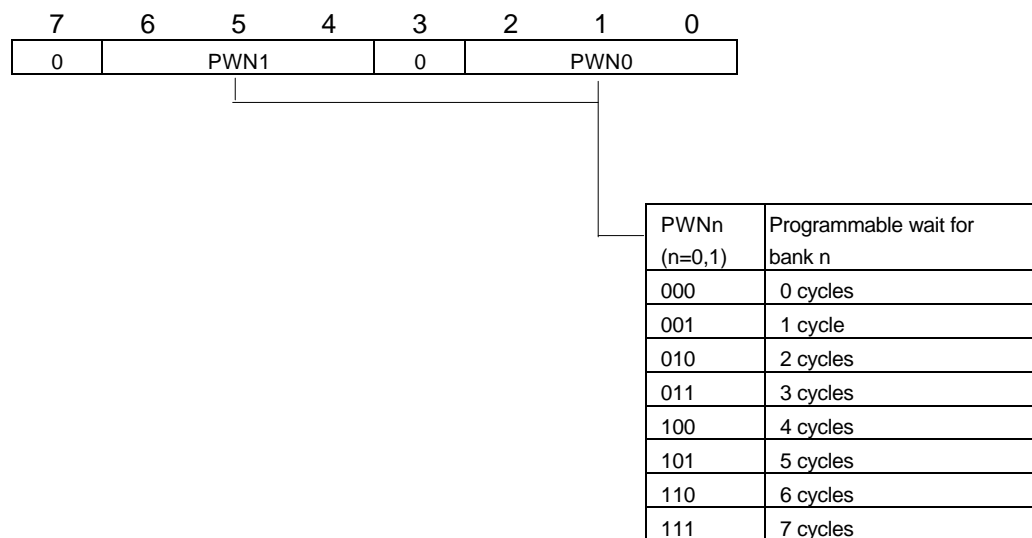 7 6 5 4 3 2 1 0
0 PWN1 0 PWN0
PWNn Programmable wait for
(n=0,1) bank n
000 0 cycles
001 1 cycle
010 2 cycles
011 3 cycles
100 4 cycles
101 5 cycles
110 6 cycles
111 7 cycles